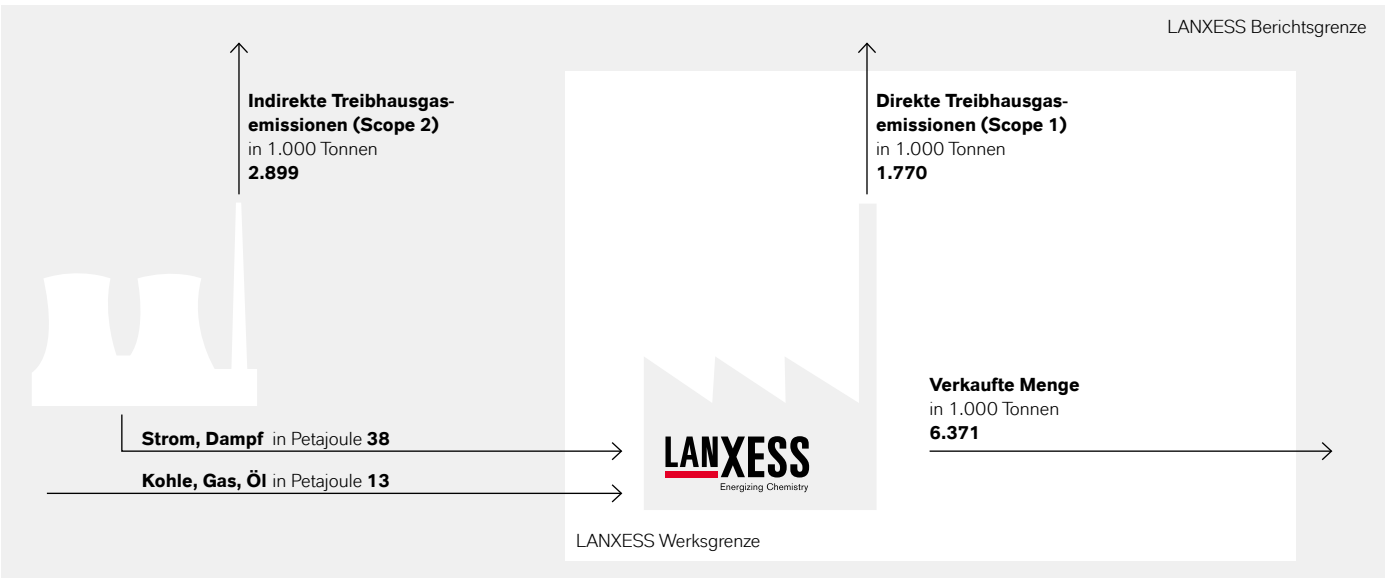 LANXESS Berichtsgrenze
Indirekte Treibhausgas-
emissionen (Scope 2)
in 1.000 Tonnen
2.899
Direkte Treibhausgas-
emissionen (Scope 1)
in 1.000 Tonnen
1.770
Verkaufte Menge
in 1.000 Tonnen
6.371
Strom, Dampf in Petajoule 38
Kohle, Gas, Öl in Petajoule 13
LANXESS
Energizing Chemistry
LANXESS Werksgrenze